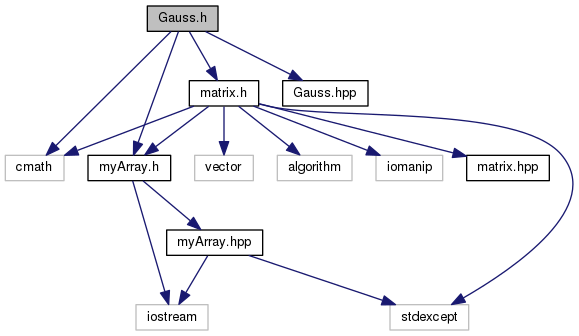 Gauss.h
matrix.h
Gauss.hpp
cmath
myArray.h
vector
algorithm
iomanip
matrix.hpp
myArray.hpp
iostream
stdexcept